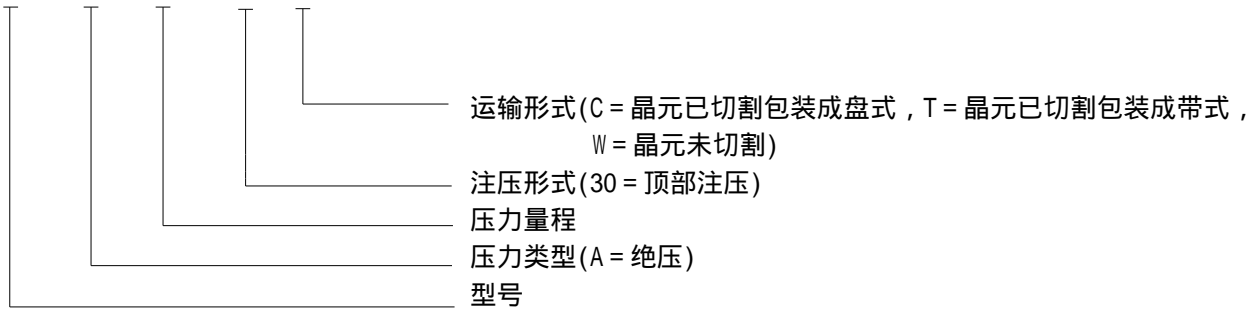 运输形式(C=晶元已切割包装成盘式，T=晶元已切割包装成带式，
W=晶元未切割)
注压形式(30=顶部注压)
压力量程
压力类型(A=绝压)
型号